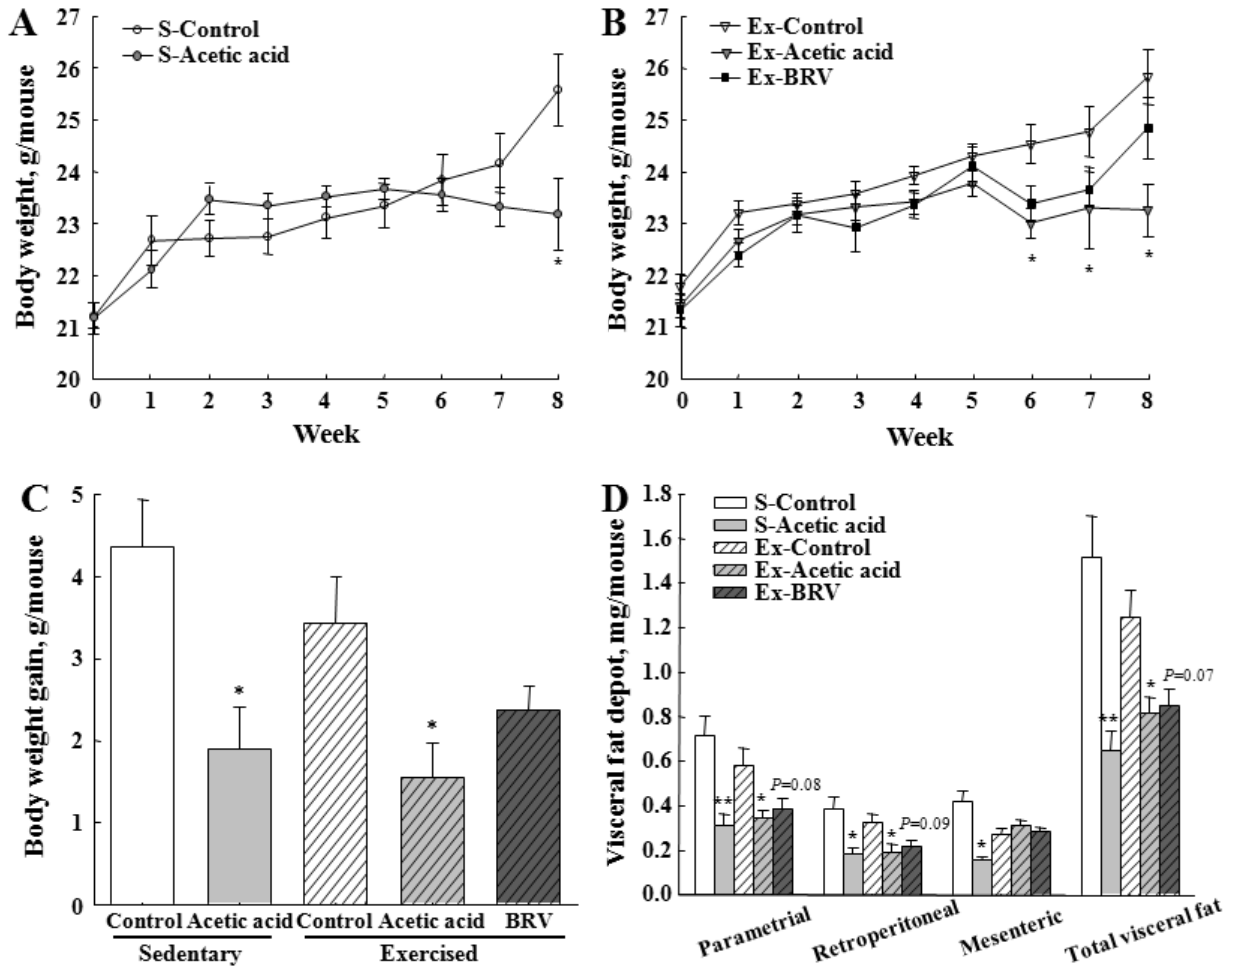 A
27
26
25
24
23
22
21
20
Body weight, g/mouse
S-Control
S-Acetic acid
*
0 1 2 3 4 5 6 7 8
Week
B
27
26
25
24
23
22
21
20
Body weight, g/mouse
Ex-Control
Ex-Acetic acid
Ex-BRV
* * *
0 1 2 3 4 5 6 7 8
Week
C
5
4
3
2
1
0
Body weight gain, g/mouse
* *
Control Acetic acid Control Acetic acid BRV
Sedentary Exercised
D
1.8
1.6
1.4
1.2
1.0
0.8
0.6
0.4
0.2
0.0
Visceral fat depot, mg/mouse
S-Control
S-Acetic acid
Ex-Control
Ex-Acetic acid
Ex-BRV
** * P=0.08
* * P=0.09
*
** * P=0.07
Parametrial Retroperitoneal Mesenteric Total visceral fat